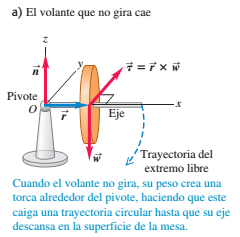 a) El volante que no gira cae
z
y
n⃗
τ⃗ = r⃗ × w⃗
Pivote
O
r⃗
Eje
x
w⃗
Trayectoria del
extremo libre
Cuando el volante no gira, su peso crea una
torca alrededor del pivote, haciendo que este
caiga una trayectoria circular hasta que su eje
descansa en la superficie de la mesa.